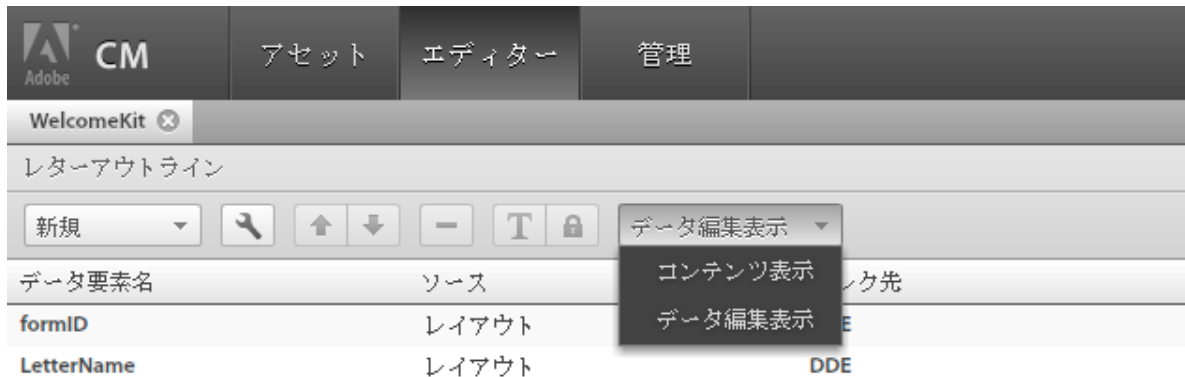 Adobe CM アセット エディター 管理
WelcomeKit
レターアウトライン
新規 T データ編集表示
コンテンツ表示
データ編集表示
データ要素名 ソース ク先
formID レイアウト E
LetterName レイアウト DDE